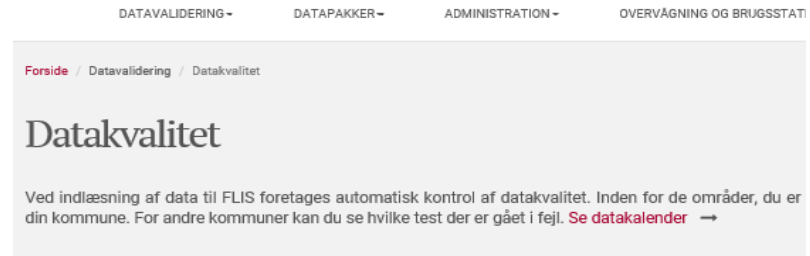 DATAVALIDERING DATAPAKKER ADMINISTRATION OVERVÅGNING OG BRUGSSTATI
Forside / Datavalidering / Datakvalitet
Datakvalitet
Ved indlæsning af data til FLIS foretages automatisk kontrol af datakvalitet. Inden for de områder, du er
din kommune. For andre kommuner kan du se hvilke test der er gået i fejl. Se datakalender →